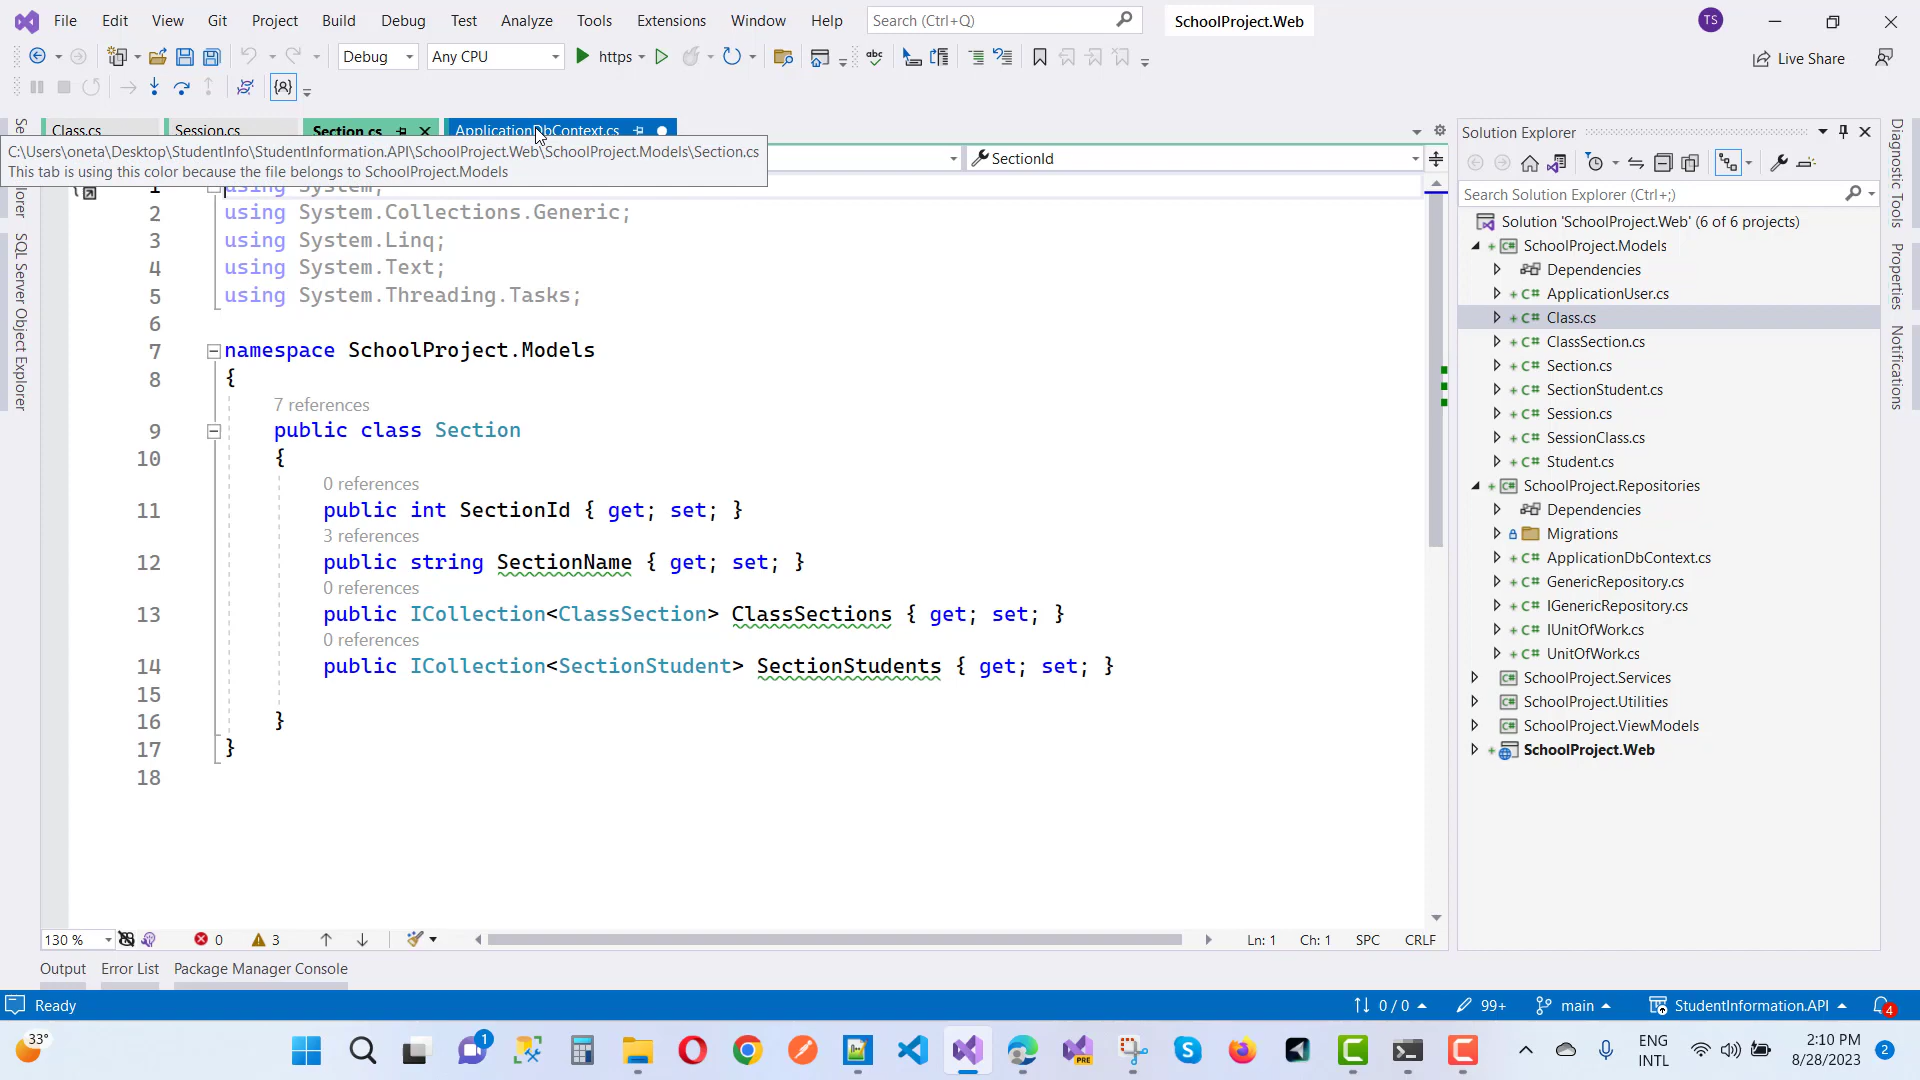 File Edit View Git Project Build Debug Test Analyze Tools Extensions Window Help Search (Ctrl+Q) SchoolProject.Web TS
Debug Any CPU https Live Share
Class.cs Session.cs Section.cs ApplicationDbContext.cs
C:\Users\oneta\Desktop\StudentInfo\StudentInformation.API\SchoolProject.Web\SchoolProject.Models\Section.cs
This tab is using this color because the file belongs to SchoolProject.Models
SectionId
1 using System;
2 using System.Collections.Generic;
3 using System.Linq;
4 using System.Text;
5 using System.Threading.Tasks;
6
7 namespace SchoolProject.Models
8 {
7 references
9 public class Section
10 {
0 references
11 public int SectionId { get; set; }
3 references
12 public string SectionName { get; set; }
0 references
13 public ICollection<ClassSection> ClassSections { get; set; }
0 references
14 public ICollection<SectionStudent> SectionStudents { get; set; }
15
16 }
17 }
18
130 % 0 3 Ln: 1 Ch: 1 SPC CRLF
Output Error List Package Manager Console
Solution Explorer
Search Solution Explorer (Ctrl+;)
Solution 'SchoolProject.Web' (6 of 6 projects)
SchoolProject.Models
Dependencies
ApplicationUser.cs
Class.cs
ClassSection.cs
Section.cs
SectionStudent.cs
Session.cs
SessionClass.cs
Student.cs
SchoolProject.Repositories
Dependencies
Migrations
ApplicationDbContext.cs
GenericRepository.cs
IGenericRepository.cs
IUnitOfWork.cs
UnitOfWork.cs
SchoolProject.Services
SchoolProject.Utilities
SchoolProject.ViewModels
SchoolProject.Web
SQL Server Object Explorer
Diagnostic Tools
Properties
Notifications
Ready 0 / 0 99+ main StudentInformation.API 4
33° 1 PRE ENG INTL 2:10 PM 8/28/2023 2